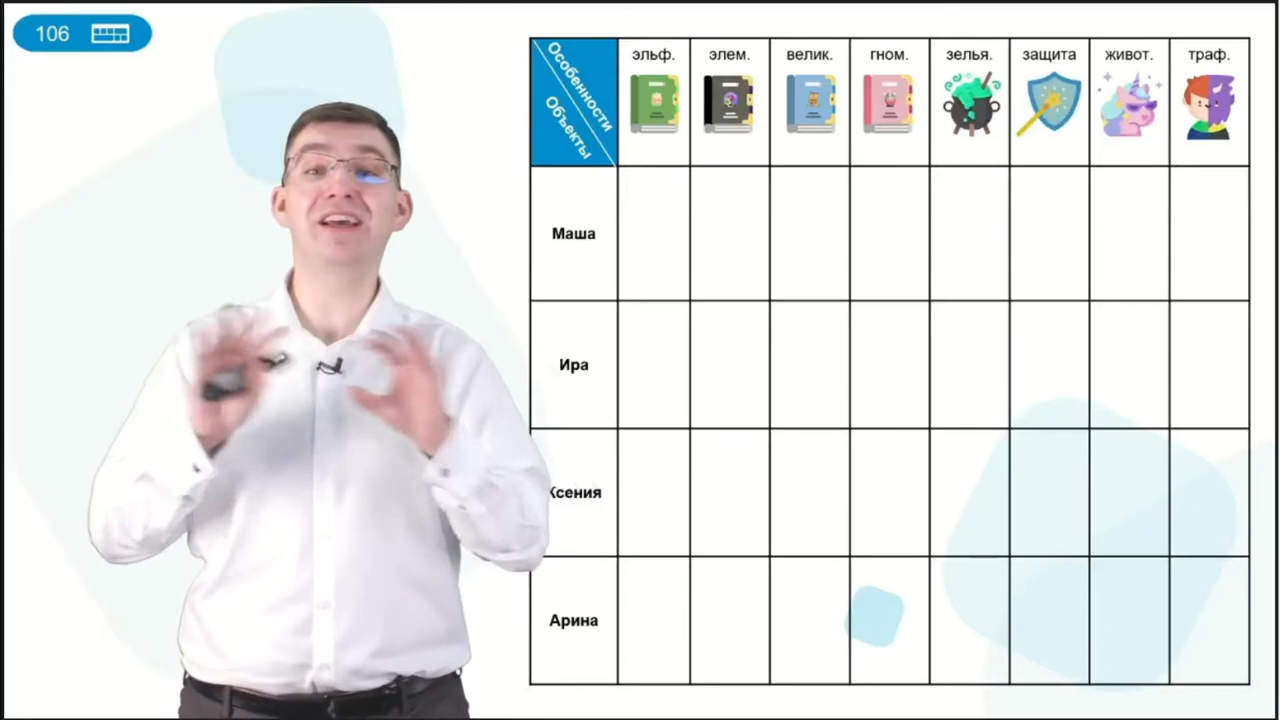 106
Особенности
Объекты
эльф. элем. велик. гном. зелья. защита живот. траф.
Маша
Ира
Ксения
Арина